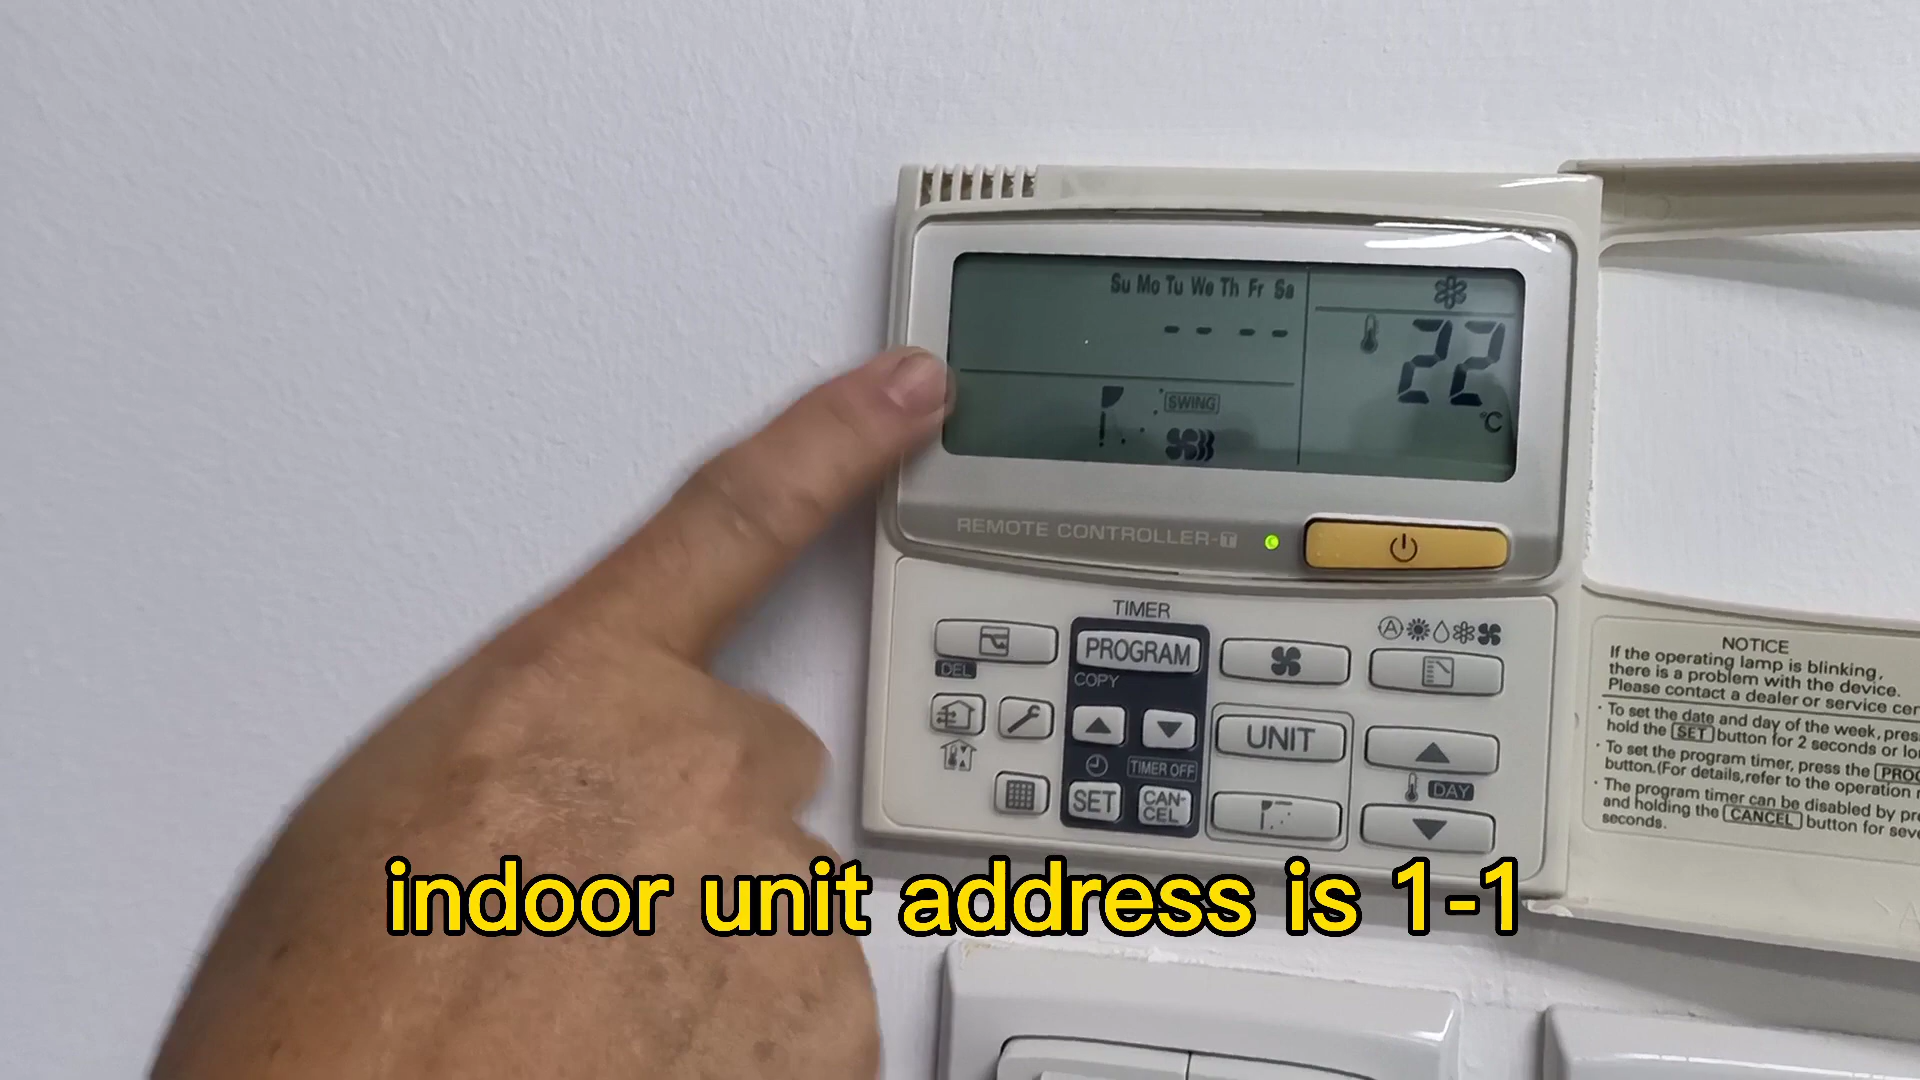 Su Mo Tu We Th Fr Sa
-- --
22
°C
SWING
REMOTE CONTROLLER-T
TIMER
PROGRAM
COPY
DEL
A
UNIT
TIMER OFF
SET
CAN-
CEL
DAY
NOTICE
If the operating lamp is blinking,
there is a problem with the device.
Please contact a dealer or service
· To set the date and day of the week,
hold the SET button for 2 seconds or
· To set the program timer, press the
button.(For details,refer to the operation
· The program timer can be disabled by
and holding the CANCEL button for
seconds.
indoor unit address is 1-1